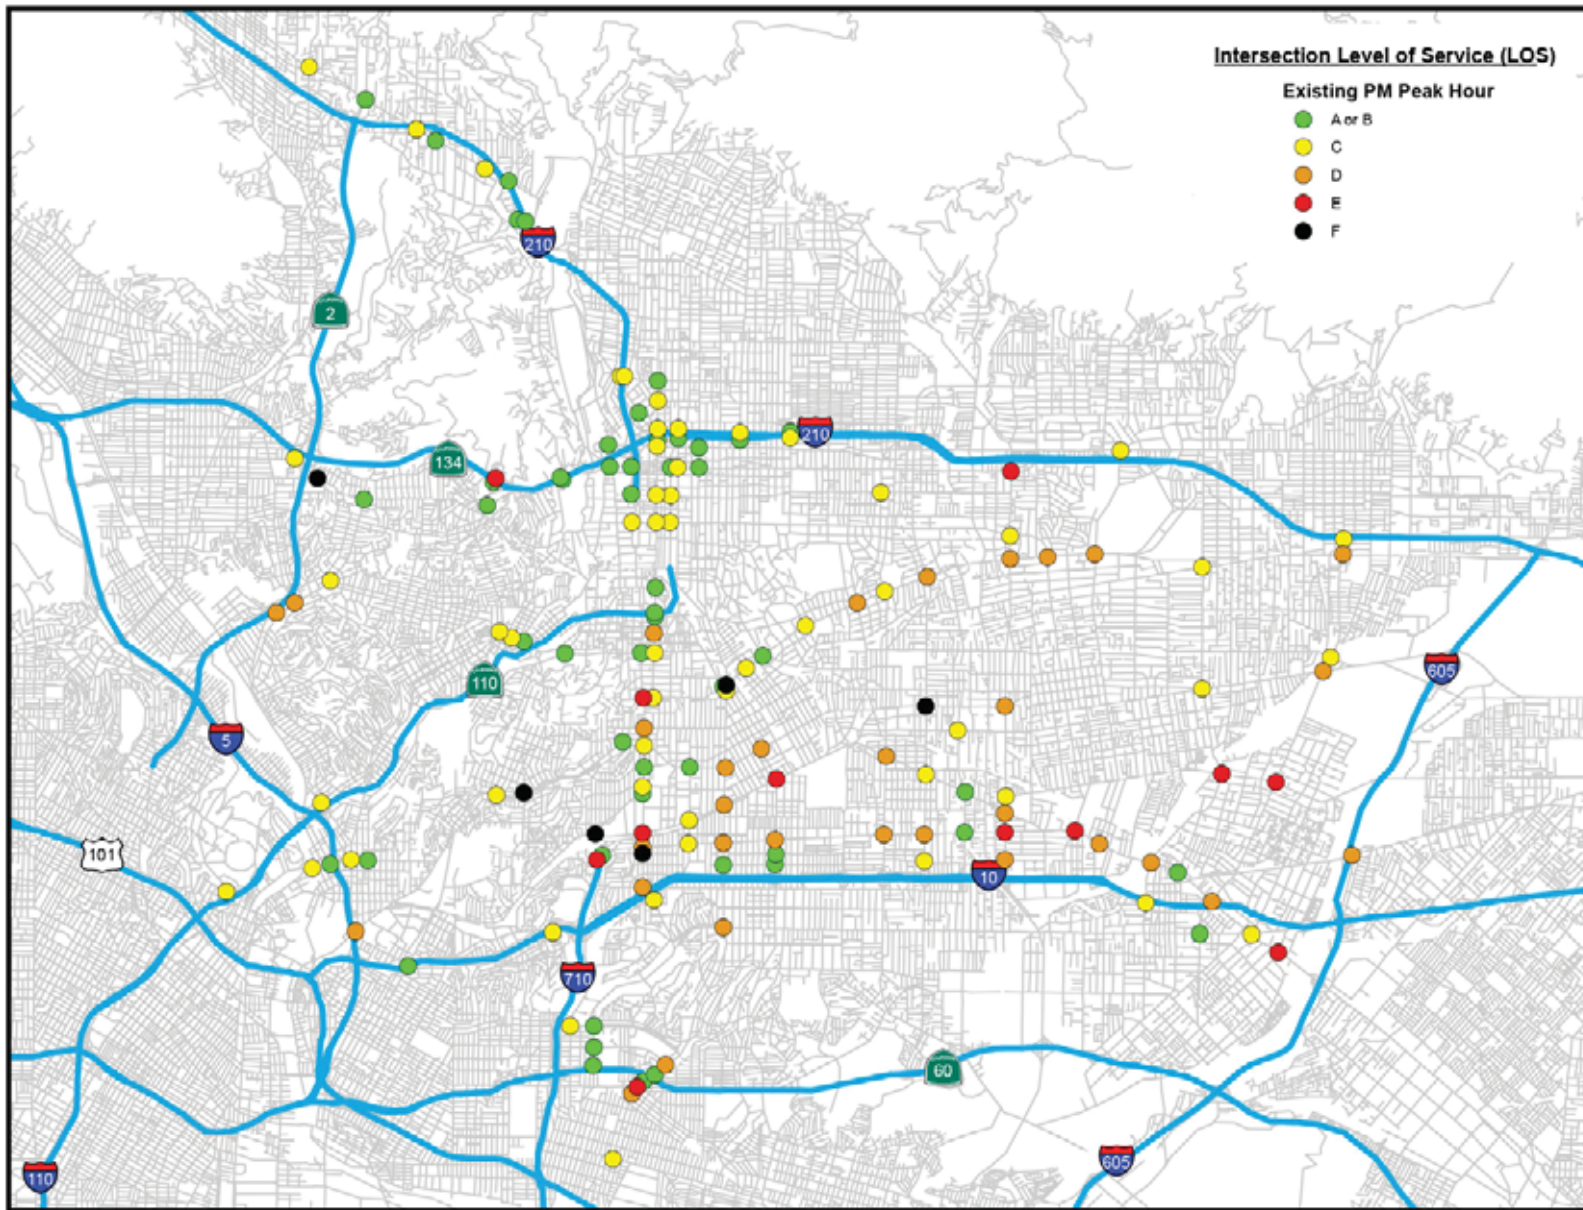 Intersection Level of Service (LOS)
Existing PM Peak Hour
A or B
C
D
E
F
210
2
134
210
110
605
5
101
10
710
60
605
110